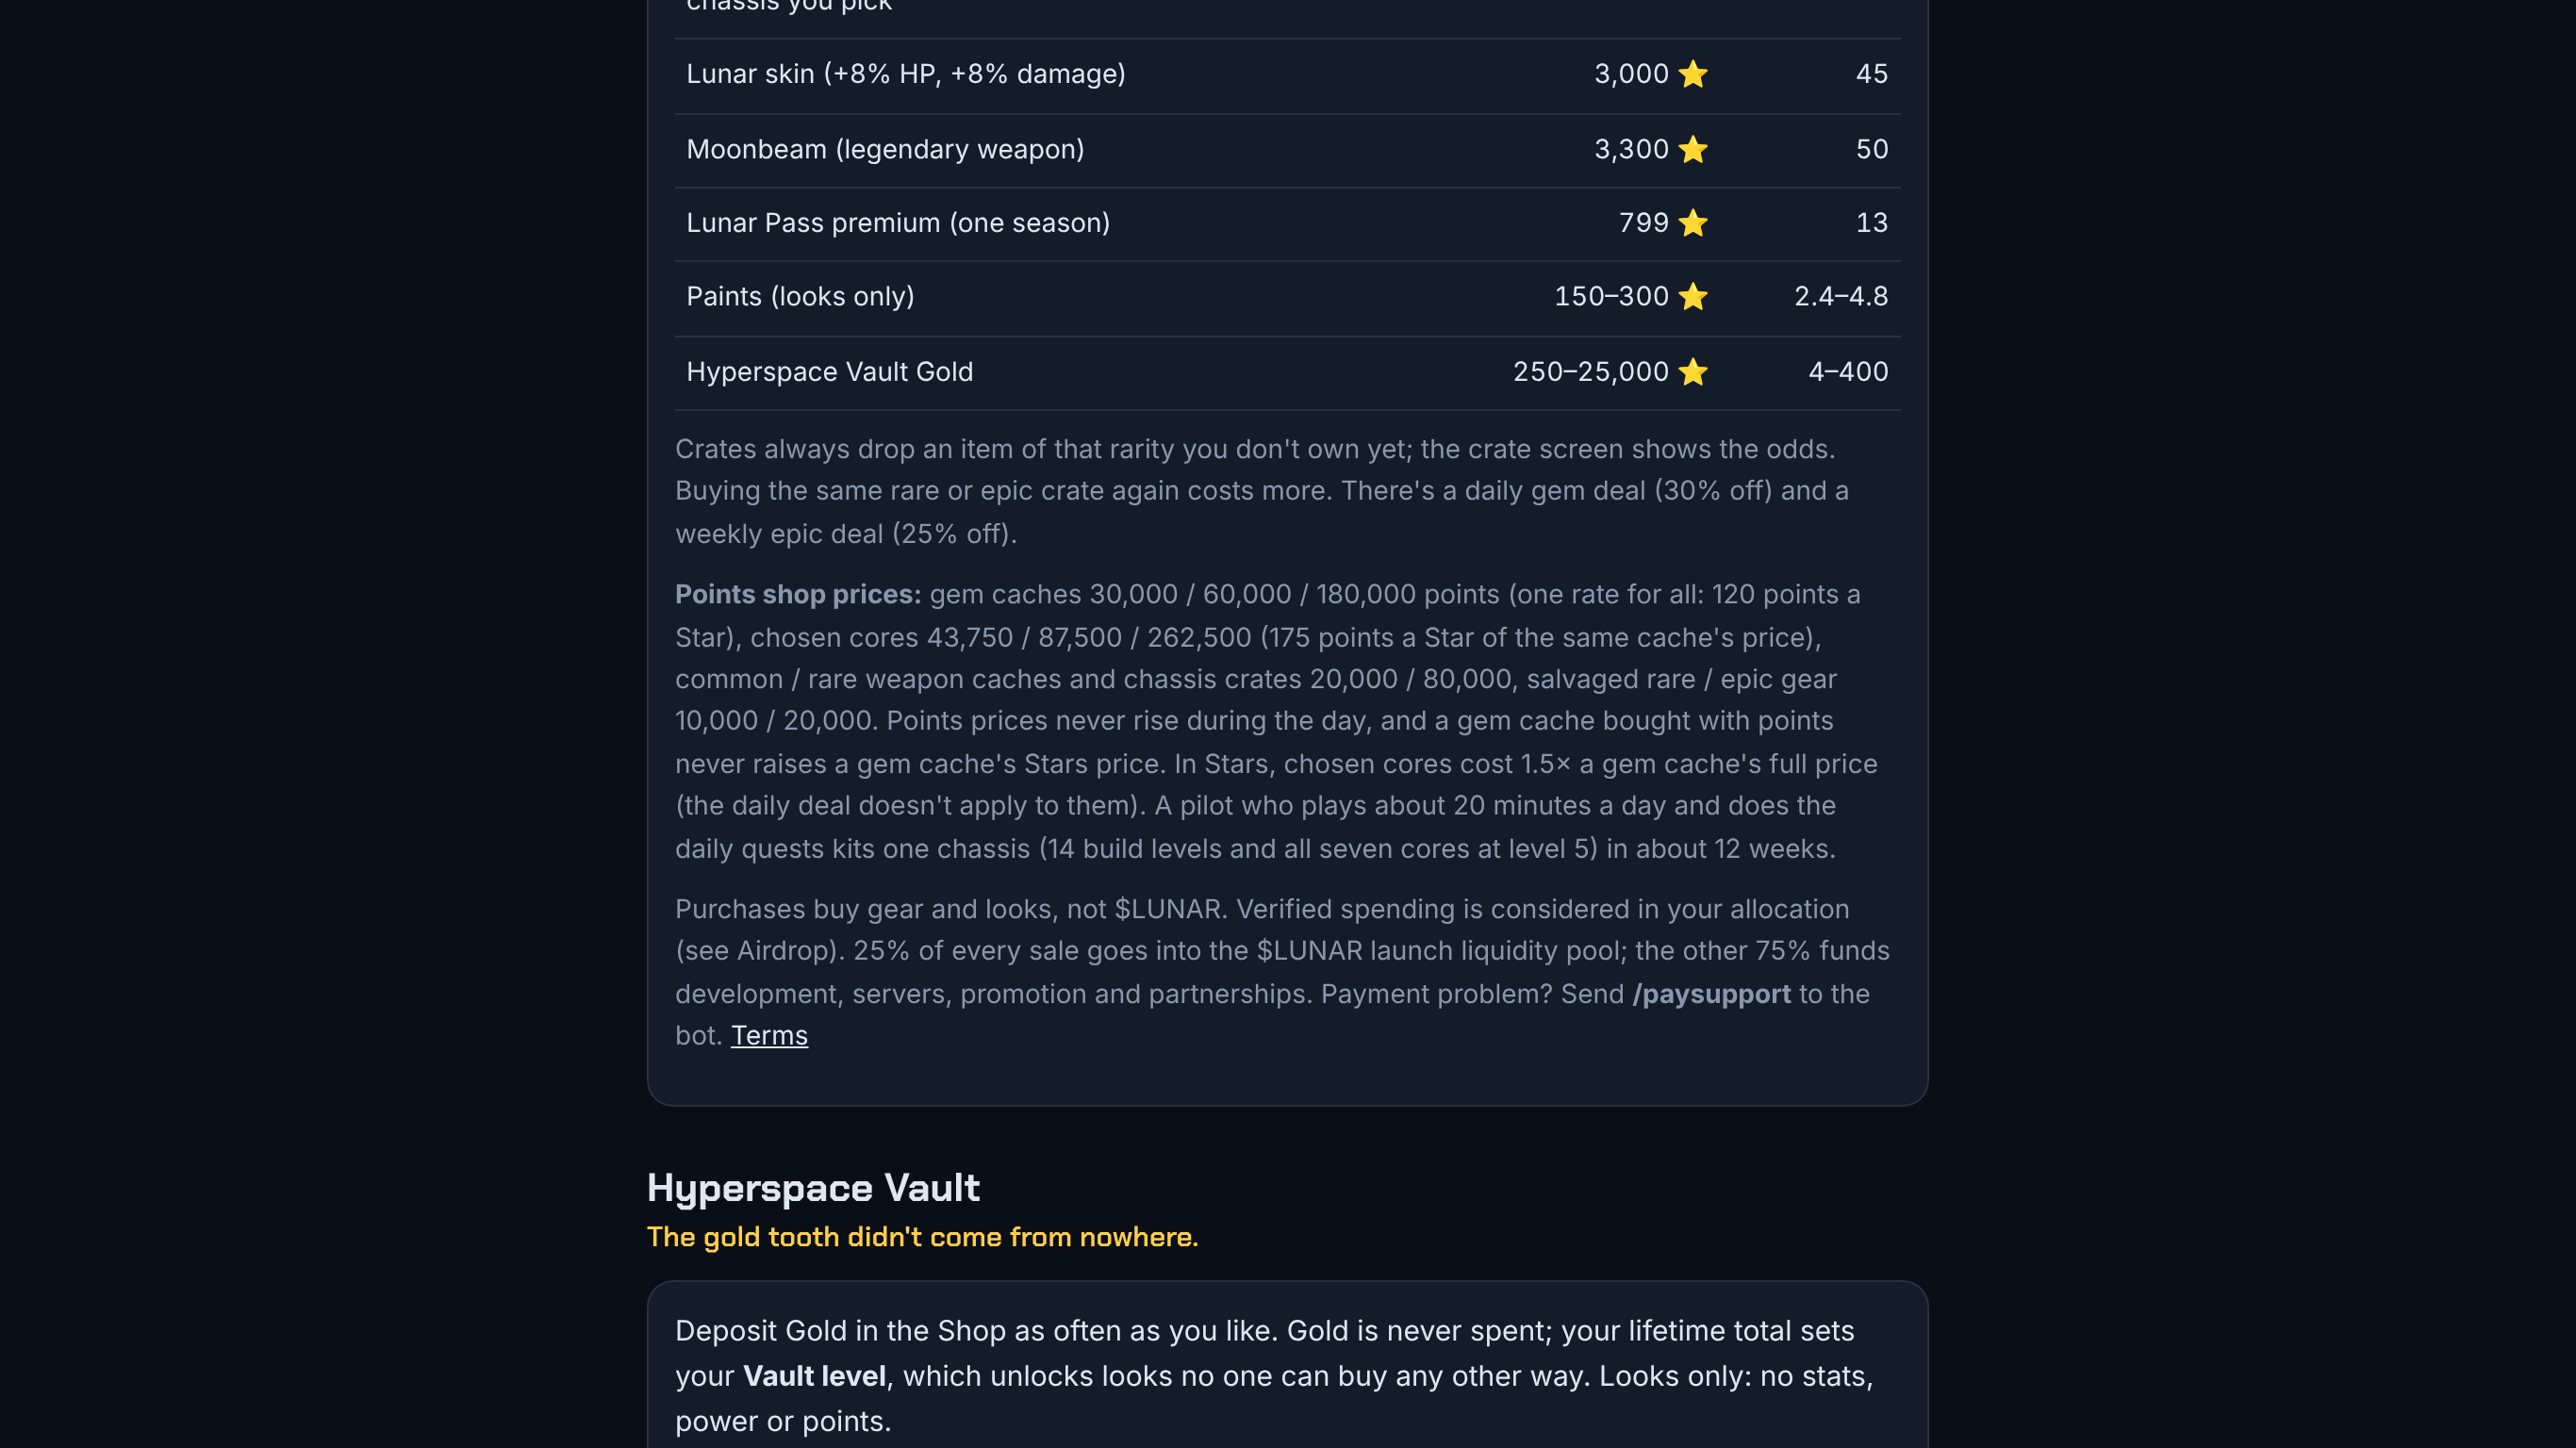 chassis you pick
Lunar skin (+8% HP, +8% damage) 3,000 ⭐ 45
Moonbeam (legendary weapon) 3,300 ⭐ 50
Lunar Pass premium (one season) 799 ⭐ 13
Paints (looks only) 150–300 ⭐ 2.4–4.8
Hyperspace Vault Gold 250–25,000 ⭐ 4–400
Crates always drop an item of that rarity you don't own yet; the crate screen shows the odds.
Buying the same rare or epic crate again costs more. There's a daily gem deal (30% off) and a
weekly epic deal (25% off).
Points shop prices: gem caches 30,000 / 60,000 / 180,000 points (one rate for all: 120 points a
Star), chosen cores 43,750 / 87,500 / 262,500 (175 points a Star of the same cache's price),
common / rare weapon caches and chassis crates 20,000 / 80,000, salvaged rare / epic gear
10,000 / 20,000. Points prices never rise during the day, and a gem cache bought with points
never raises a gem cache's Stars price. In Stars, chosen cores cost 1.5× a gem cache's full price
(the daily deal doesn't apply to them). A pilot who plays about 20 minutes a day and does the
daily quests kits one chassis (14 build levels and all seven cores at level 5) in about 12 weeks.
Purchases buy gear and looks, not $LUNAR. Verified spending is considered in your allocation
(see Airdrop). 25% of every sale goes into the $LUNAR launch liquidity pool; the other 75% funds
development, servers, promotion and partnerships. Payment problem? Send /paysupport to the
bot. Terms
Hyperspace Vault
The gold tooth didn't come from nowhere.
Deposit Gold in the Shop as often as you like. Gold is never spent; your lifetime total sets
your Vault level, which unlocks looks no one can buy any other way. Looks only: no stats,
power or points.